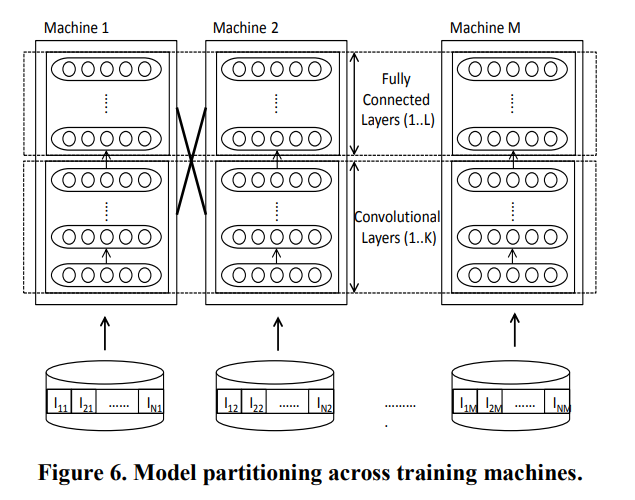 Machine 1
Machine 2
Machine M
Fully
Connected
Layers (1..L)
Convolutional
Layers (1..K)
I11 I21 ...... IN1
I12 I22 ...... IN2
.........
.
I1M I2M ...... INM
Figure 6. Model partitioning across training machines.